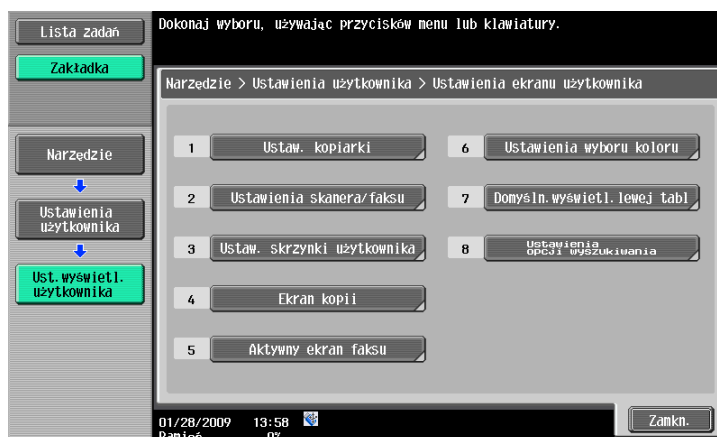 Lista zadań
Zakładka
Narzędzie
Ustawienia
użytkownika
Ust.wyświetl.
użytkownika
Dokonaj wyboru, używając przycisków menu lub klawiatury.
Narzędzie > Ustawienia użytkownika > Ustawienia ekranu użytkownika
1 Ustaw. kopiarki
2 Ustawienia skanera/faksu
3 Ustaw. skrzynki użytkownika
4 Ekran kopii
5 Aktywny ekran faksu
6 Ustawienia wyboru koloru
7 Domyśln.wyświetl.lewej tabl
8 Ustawienia
opcji wyszukiwania
01/28/2009 13:58
Pamięć 0%
Zamkn.